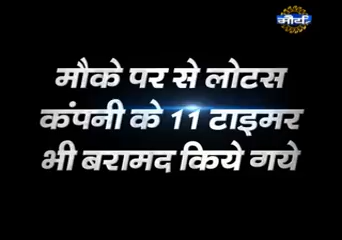 मौर्य
मौके पर से लोटस
कंपनी के 11 टाइमर
भी बरामद किये गये